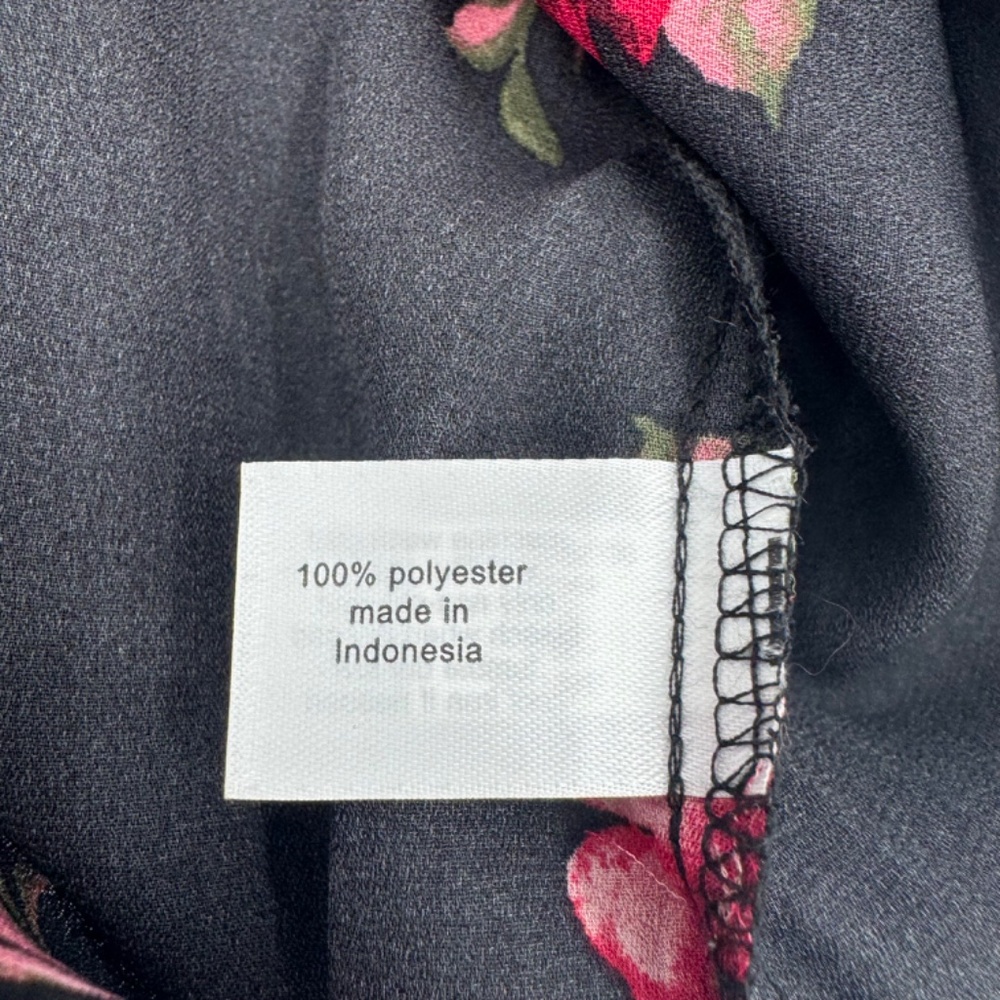 100% polyester
made in
Indonesia